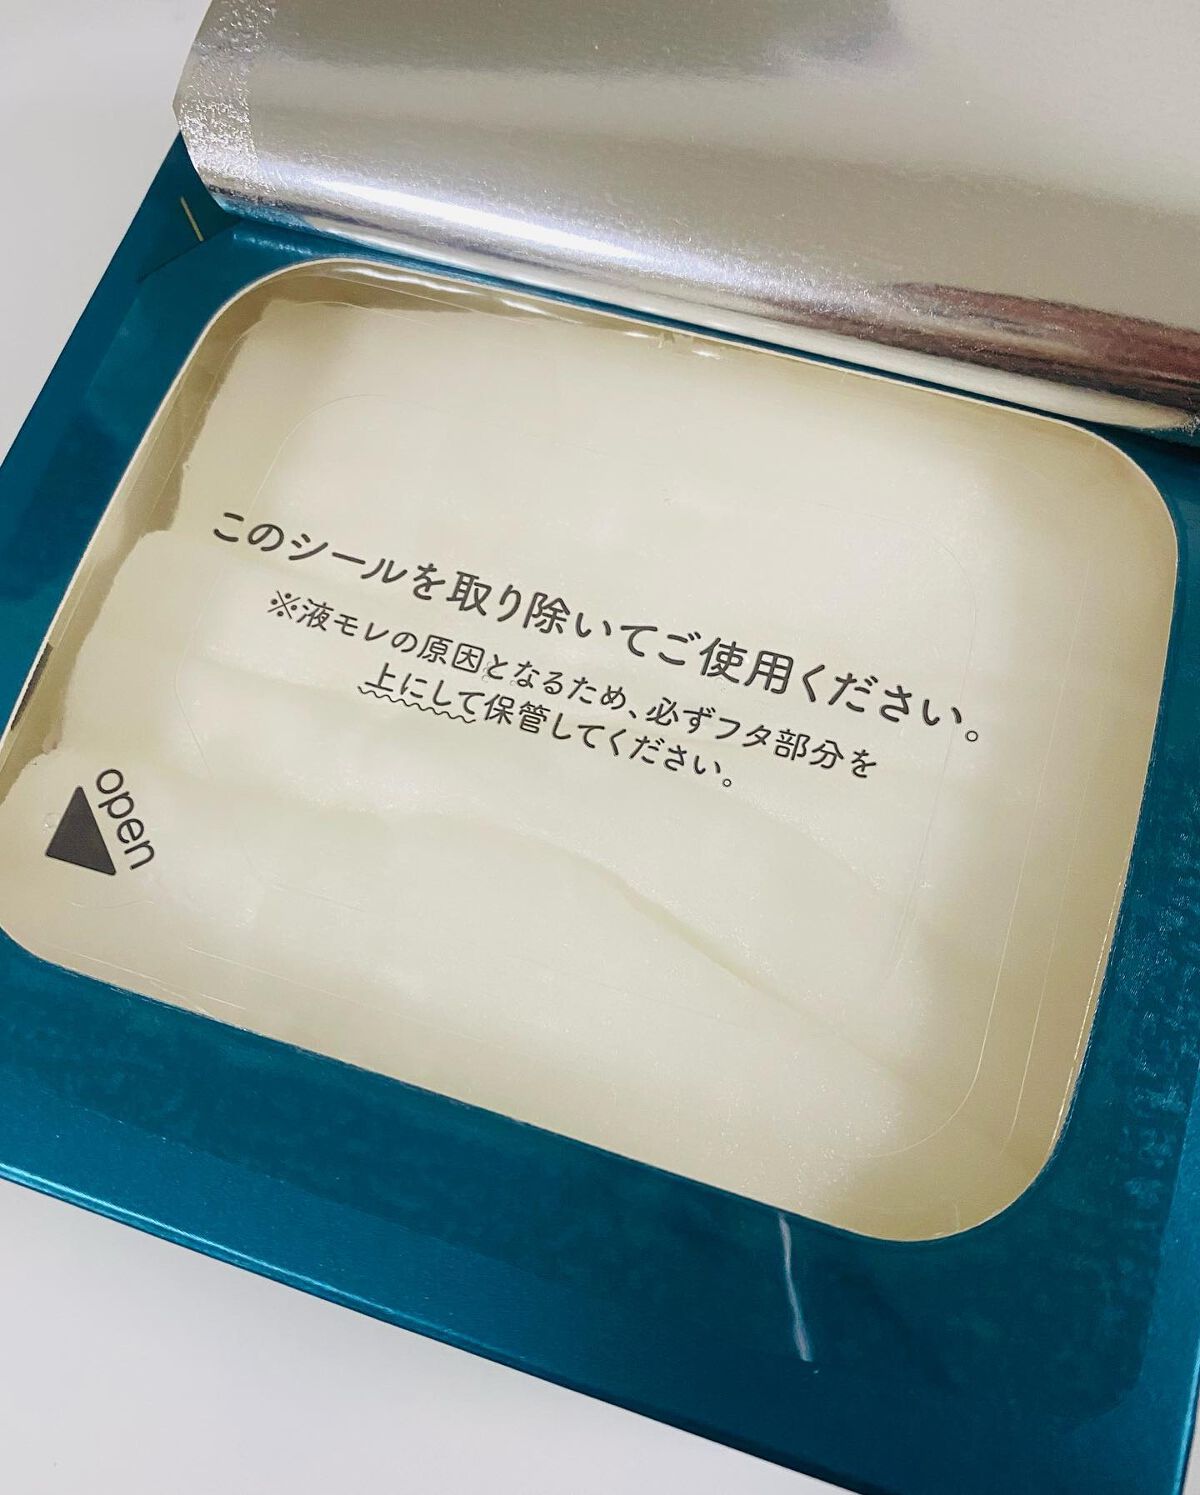 このシールを取り除いてご使用ください。
※液モレの原因となるため、必ずフタ部分を
上にして保管してください。
open